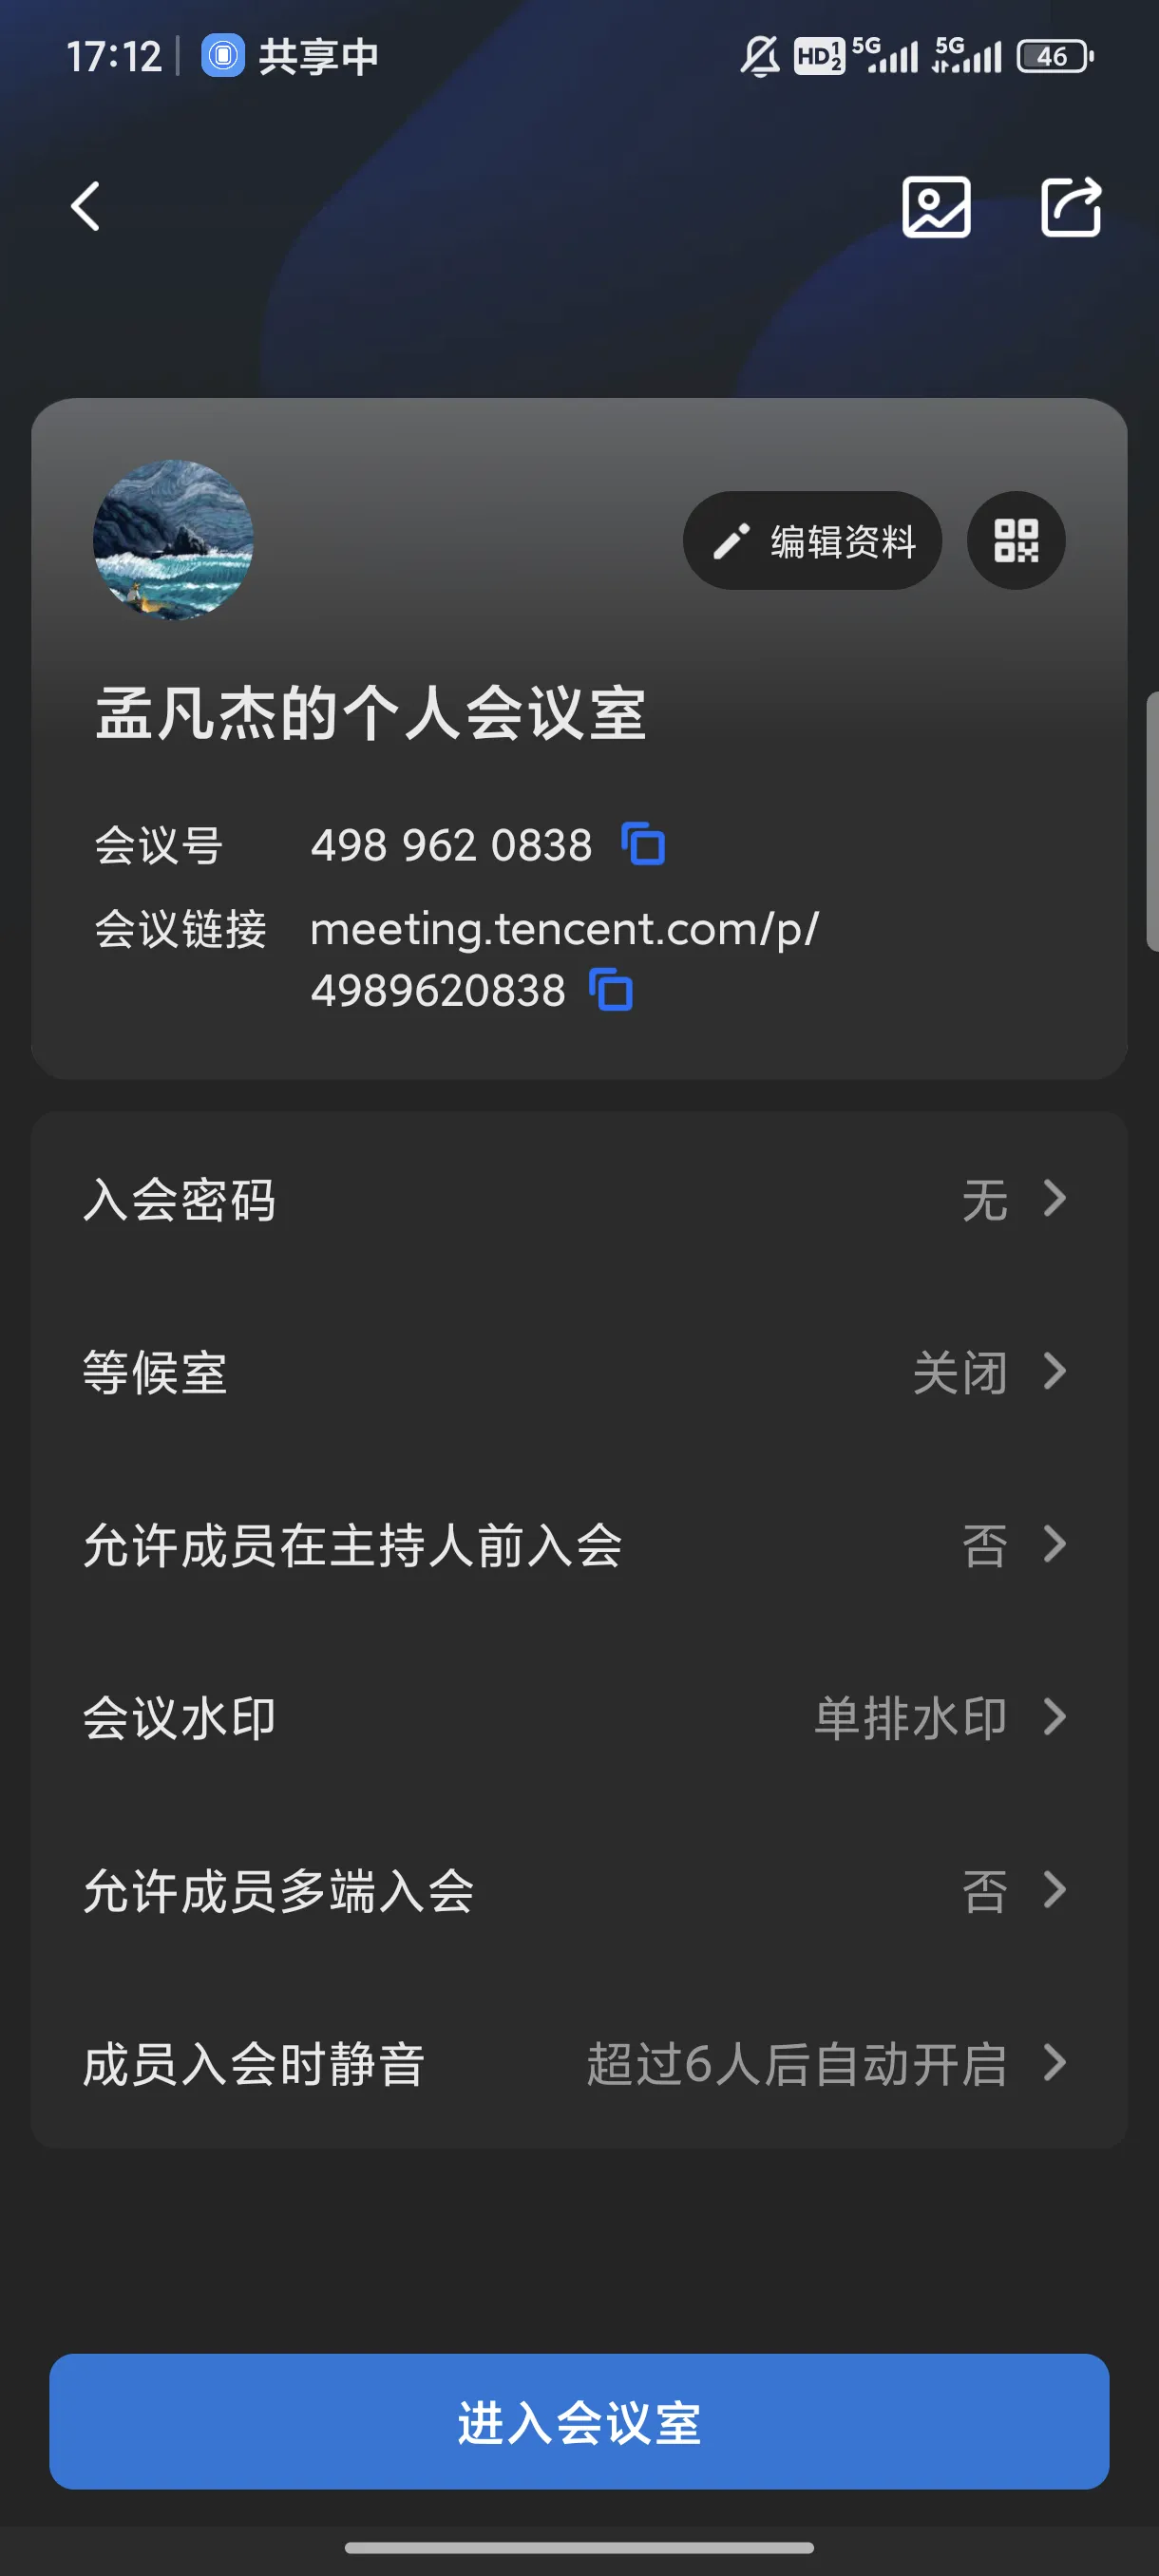 17:12 共享中 HD 1 2 5G 5G 46
编辑资料
孟凡杰的个人会议室
会议号 498 962 0838
会议链接 meeting.tencent.com/p/
4989620838
入会密码 无
等候室 关闭
允许成员在主持人前入会 否
会议水印 单排水印
允许成员多端入会 否
成员入会时静音 超过6人后自动开启
进入会议室